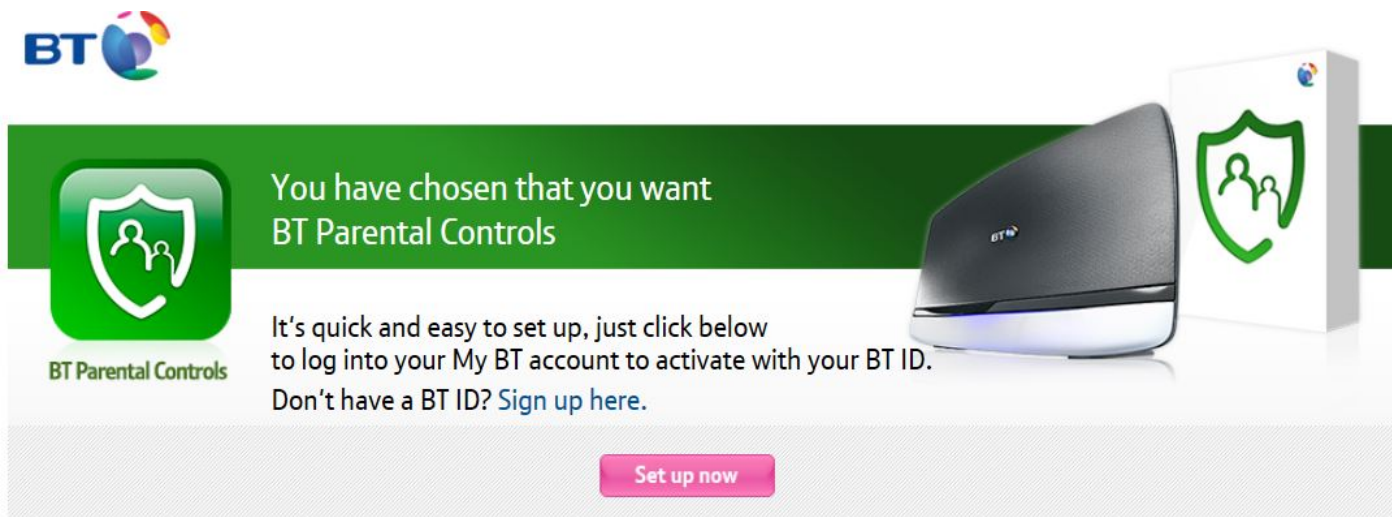 BT
You have chosen that you want
BT Parental Controls
BT
It's quick and easy to set up, just click below
to log into your My BT account to activate with your BT ID.
BT Parental Controls
Don't have a BT ID? Sign up here.
Set up now